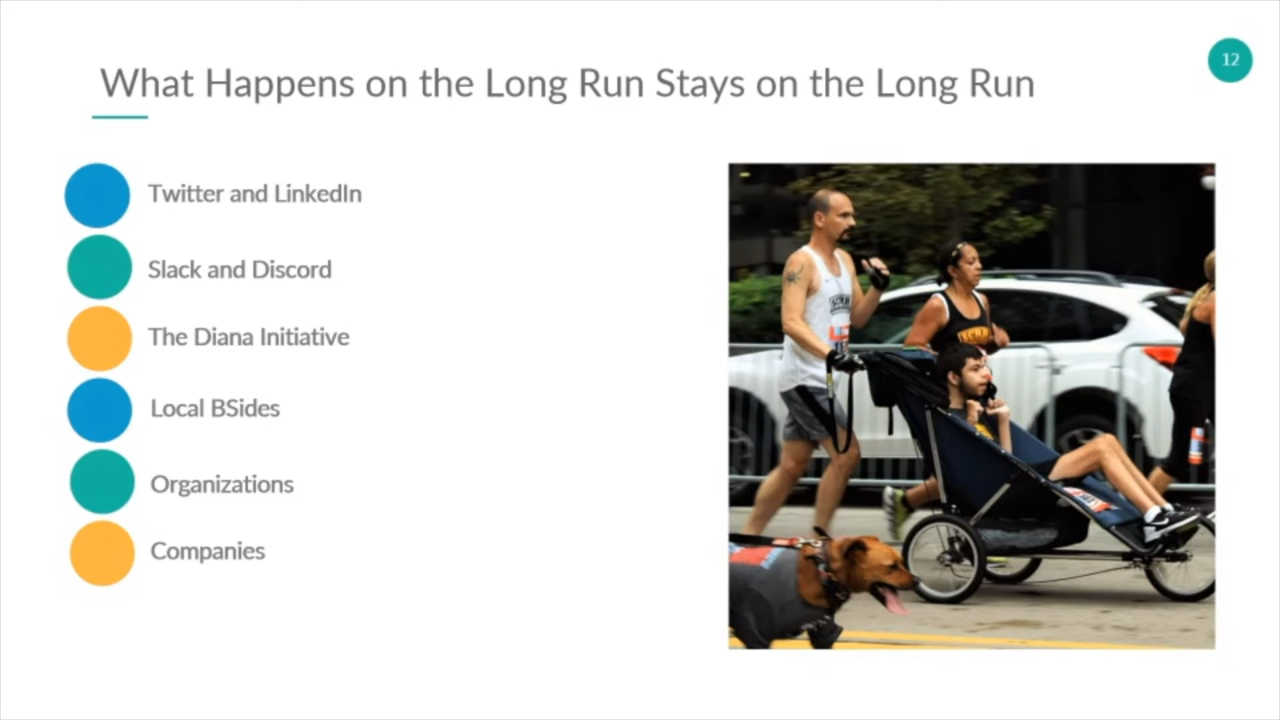 What Happens on the Long Run Stays on the Long Run
12
Twitter and LinkedIn
Slack and Discord
The Diana Initiative
Local BSides
Organizations
Companies